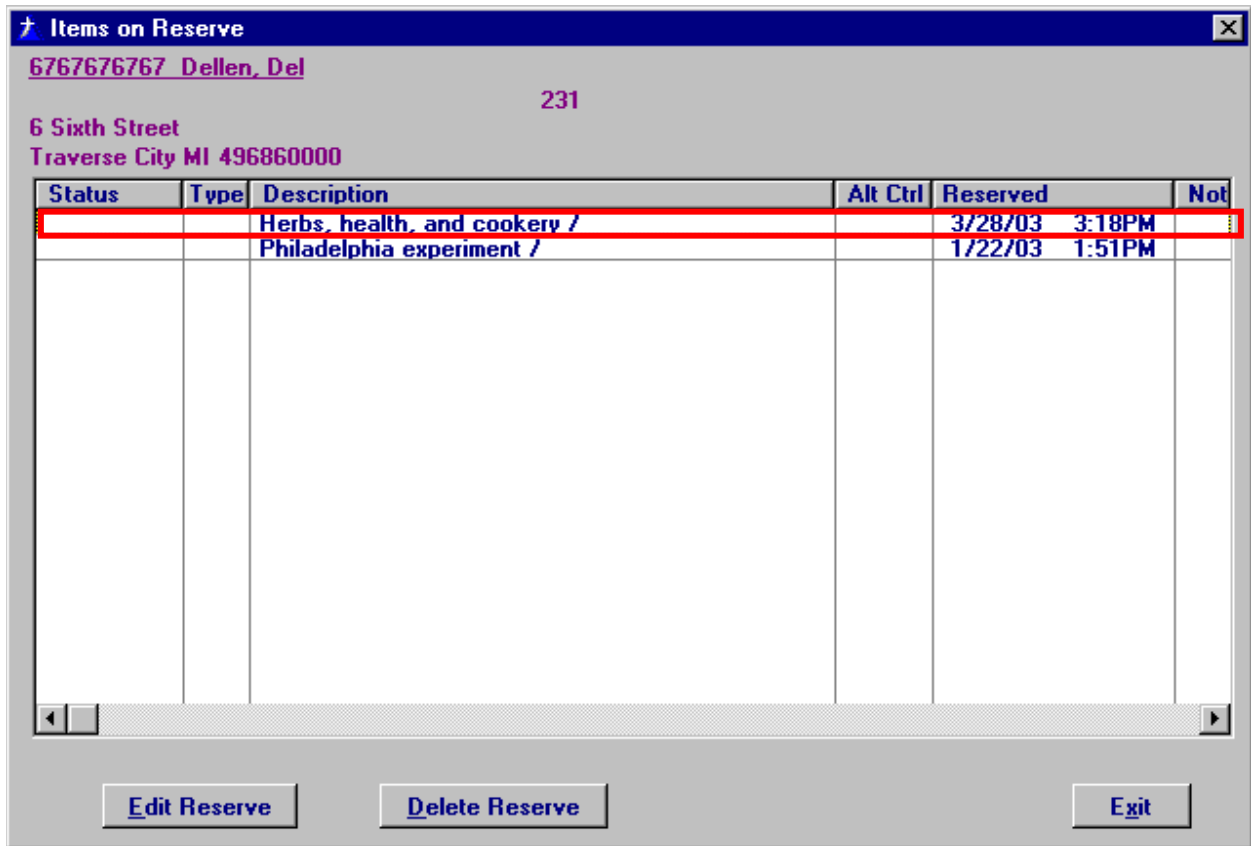 Items on Reserve
6767676767 Dellen, Del
231
6 Sixth Street
Traverse City MI 496860000
Status Type Description Alt Ctrl Reserved Not
Herbs, health, and cookery / 3/28/03 3:18PM
Philadelphia experiment / 1/22/03 1:51PM
Edit Reserve Delete Reserve Exit